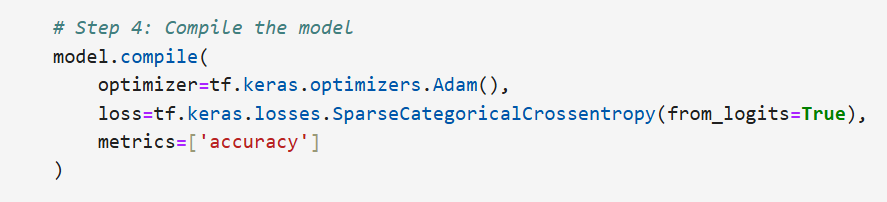 # Step 4: Compile the model
model.compile(
    optimizer=tf.keras.optimizers.Adam(),
    loss=tf.keras.losses.SparseCategoricalCrossentropy(from_logits=True),
    metrics=['accuracy']
)